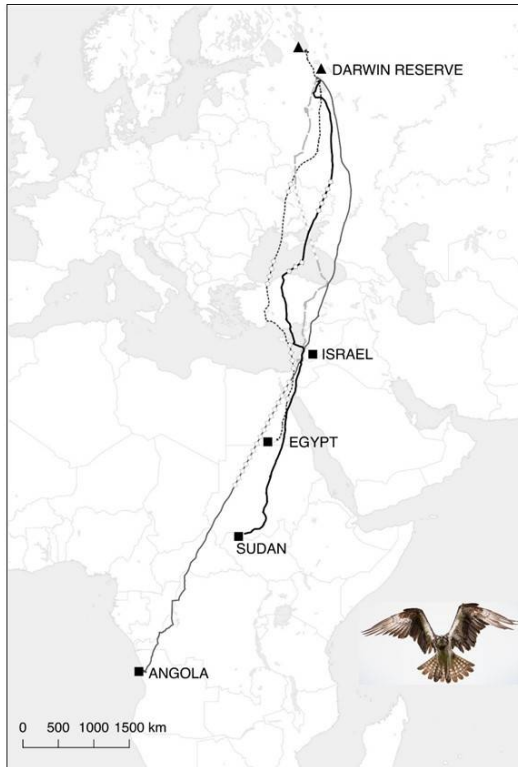 DARWIN RESERVE
ISRAEL
EGYPT
SUDAN
ANGOLA
0 500 1000 1500 km